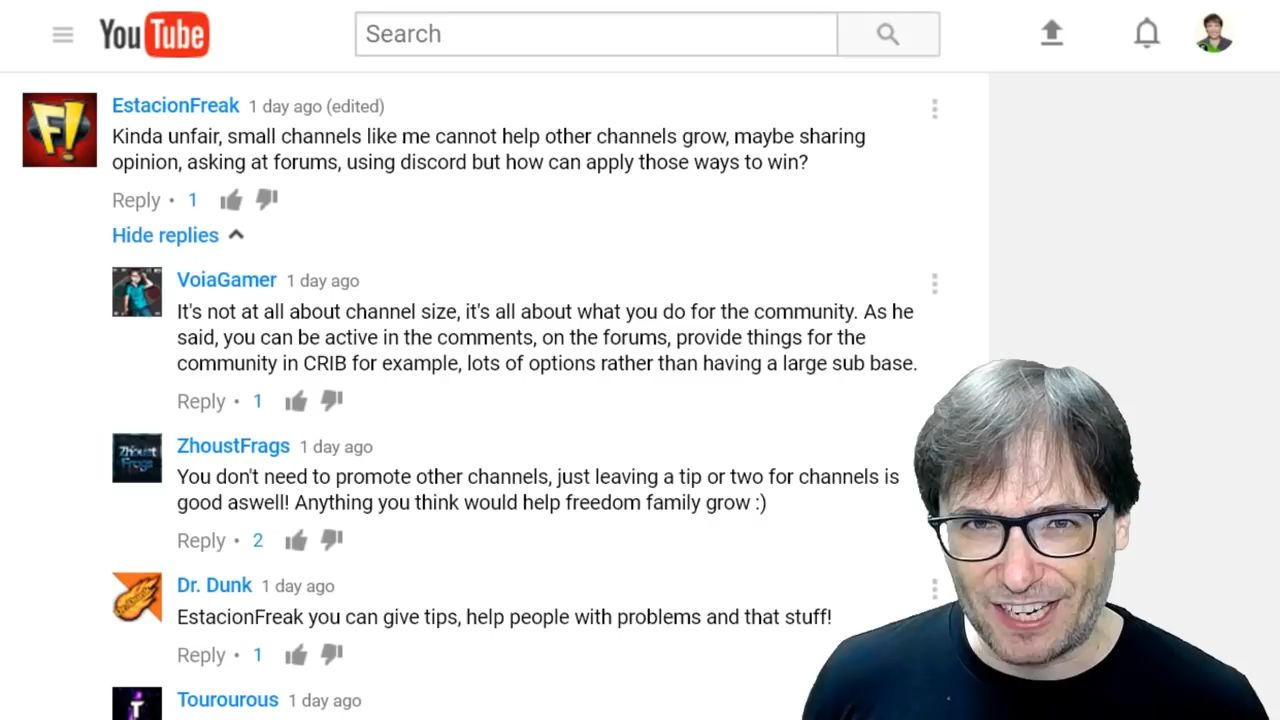 YouTube
Search
EstacionFreak 1 day ago (edited)
Kinda unfair, small channels like me cannot help other channels grow, maybe sharing
opinion, asking at forums, using discord but how can apply those ways to win?
Reply • 1
Hide replies
VoiaGamer 1 day ago
It's not at all about channel size, it's all about what you do for the community. As he
said, you can be active in the comments, on the forums, provide things for the
community in CRIB for example, lots of options rather than having a large sub base.
Reply • 1
Zhoust
Frags
ZhoustFrags 1 day ago
You don't need to promote other channels, just leaving a tip or two for channels is
good aswell! Anything you think would help freedom family grow :)
Reply • 2
Dr. Dunk 1 day ago
EstacionFreak you can give tips, help people with problems and that stuff!
Reply • 1
Tourourous 1 day ago
F!
T